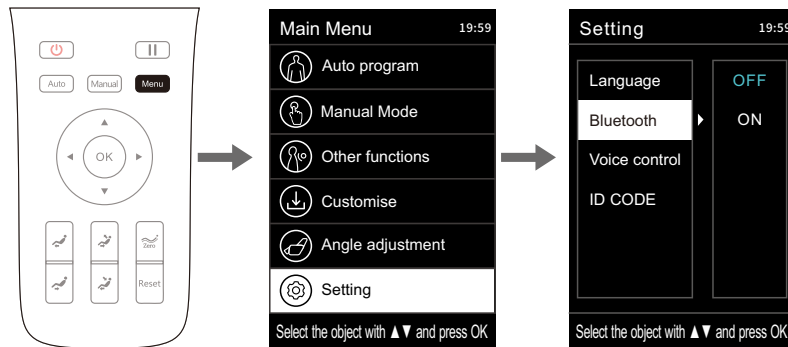 Auto Manual Menu
OK
Zero
Reset
Main Menu 19:59
Auto program
Manual Mode
Other functions
Customise
Angle adjustment
Setting
Select the object with ▲▼ and press OK
Setting 19:59
Language
Bluetooth
Voice control
ID CODE
OFF
ON
Select the object with ▲▼ and press OK